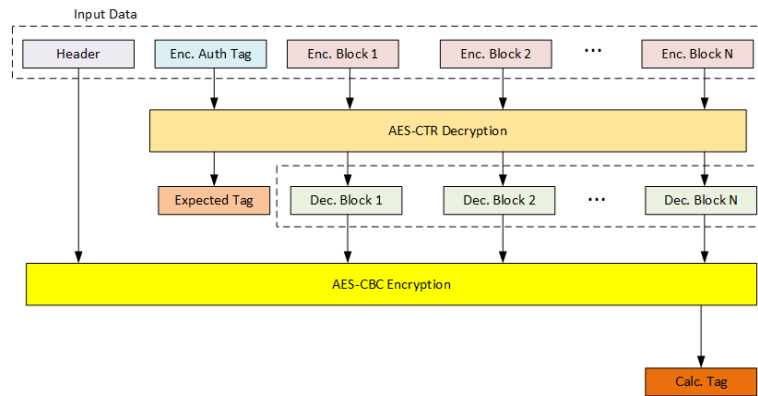 Input Data
Header
Enc. Auth Tag
Enc. Block 1
Enc. Block 2
...
Enc. Block N
AES-CTR Decryption
Expected Tag
Dec. Block 1
Dec. Block 2
...
Dec. Block N
AES-CBC Encryption
Calc. Tag